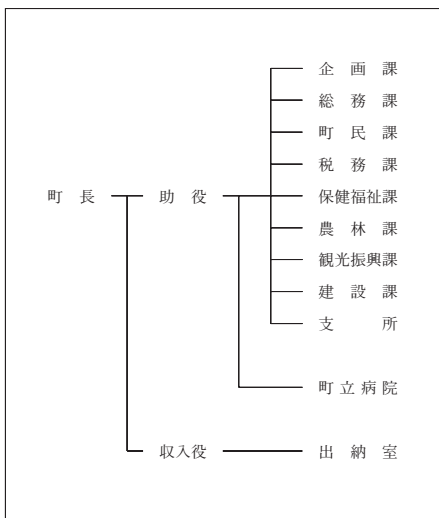 企画課
総務課
町民課
税務課
町長 助役 保健福祉課
農林課
観光振興課
建設課
支所
町立病院
収入役 出納室